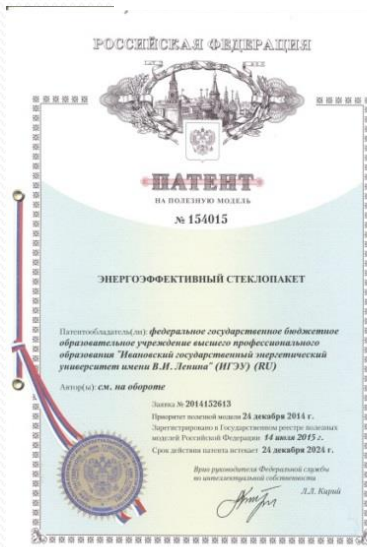 РОССИЙСКАЯ ФЕДЕРАЦИЯ
ПАТЕНТ
НА ПОЛЕЗНУЮ МОДЕЛЬ
№ 154015
ЭНЕРГОЭФФЕКТИВНЫЙ СТЕКЛОПАКЕТ
Патентообладатель(ли): федеральное государственное бюджетное
образовательное учреждение высшего профессионального
образования "Ивановский государственный энергетический
университет имени В.И. Ленина" (ИГЭУ) (RU)
Автор(ы): см. на обороте
Заявка № 2014152613
Приоритет полезной модели 24 декабря 2014 г.
Зарегистрировано в Государственном реестре полезных
моделей Российской Федерации 14 июля 2015 г.
Срок действия патента истекает 24 декабря 2024 г.
Врио руководителя Федеральной службы
по интеллектуальной собственности
Л.Л. Кирий